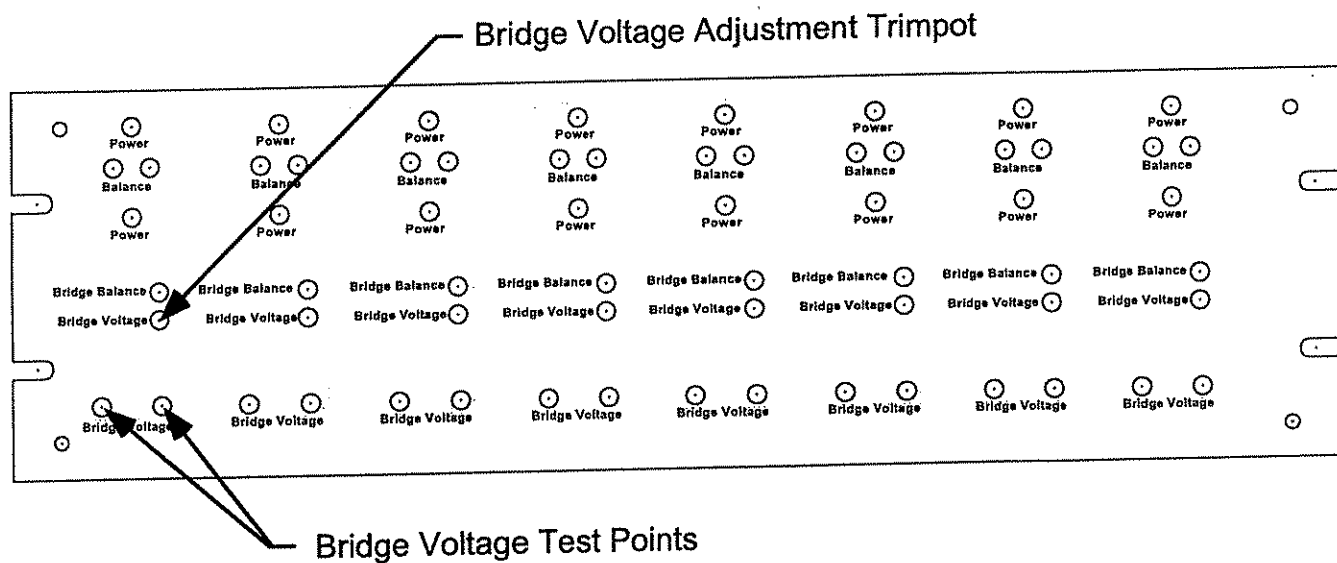 Bridge Voltage Adjustment Trimpot
Power Power Power Power Power Power Power Power
Balance Balance Balance Balance Balance Balance Balance Balance
Power Power Power Power Power Power Power Power
Bridge Balance Bridge Balance Bridge Balance Bridge Balance Bridge Balance Bridge Balance Bridge Balance Bridge Balance
Bridge Voltage Bridge Voltage Bridge Voltage Bridge Voltage Bridge Voltage Bridge Voltage Bridge Voltage Bridge Voltage
Bridge Voltage Bridge Voltage Bridge Voltage Bridge Voltage Bridge Voltage Bridge Voltage Bridge Voltage Bridge Voltage
Bridge Voltage Test Points